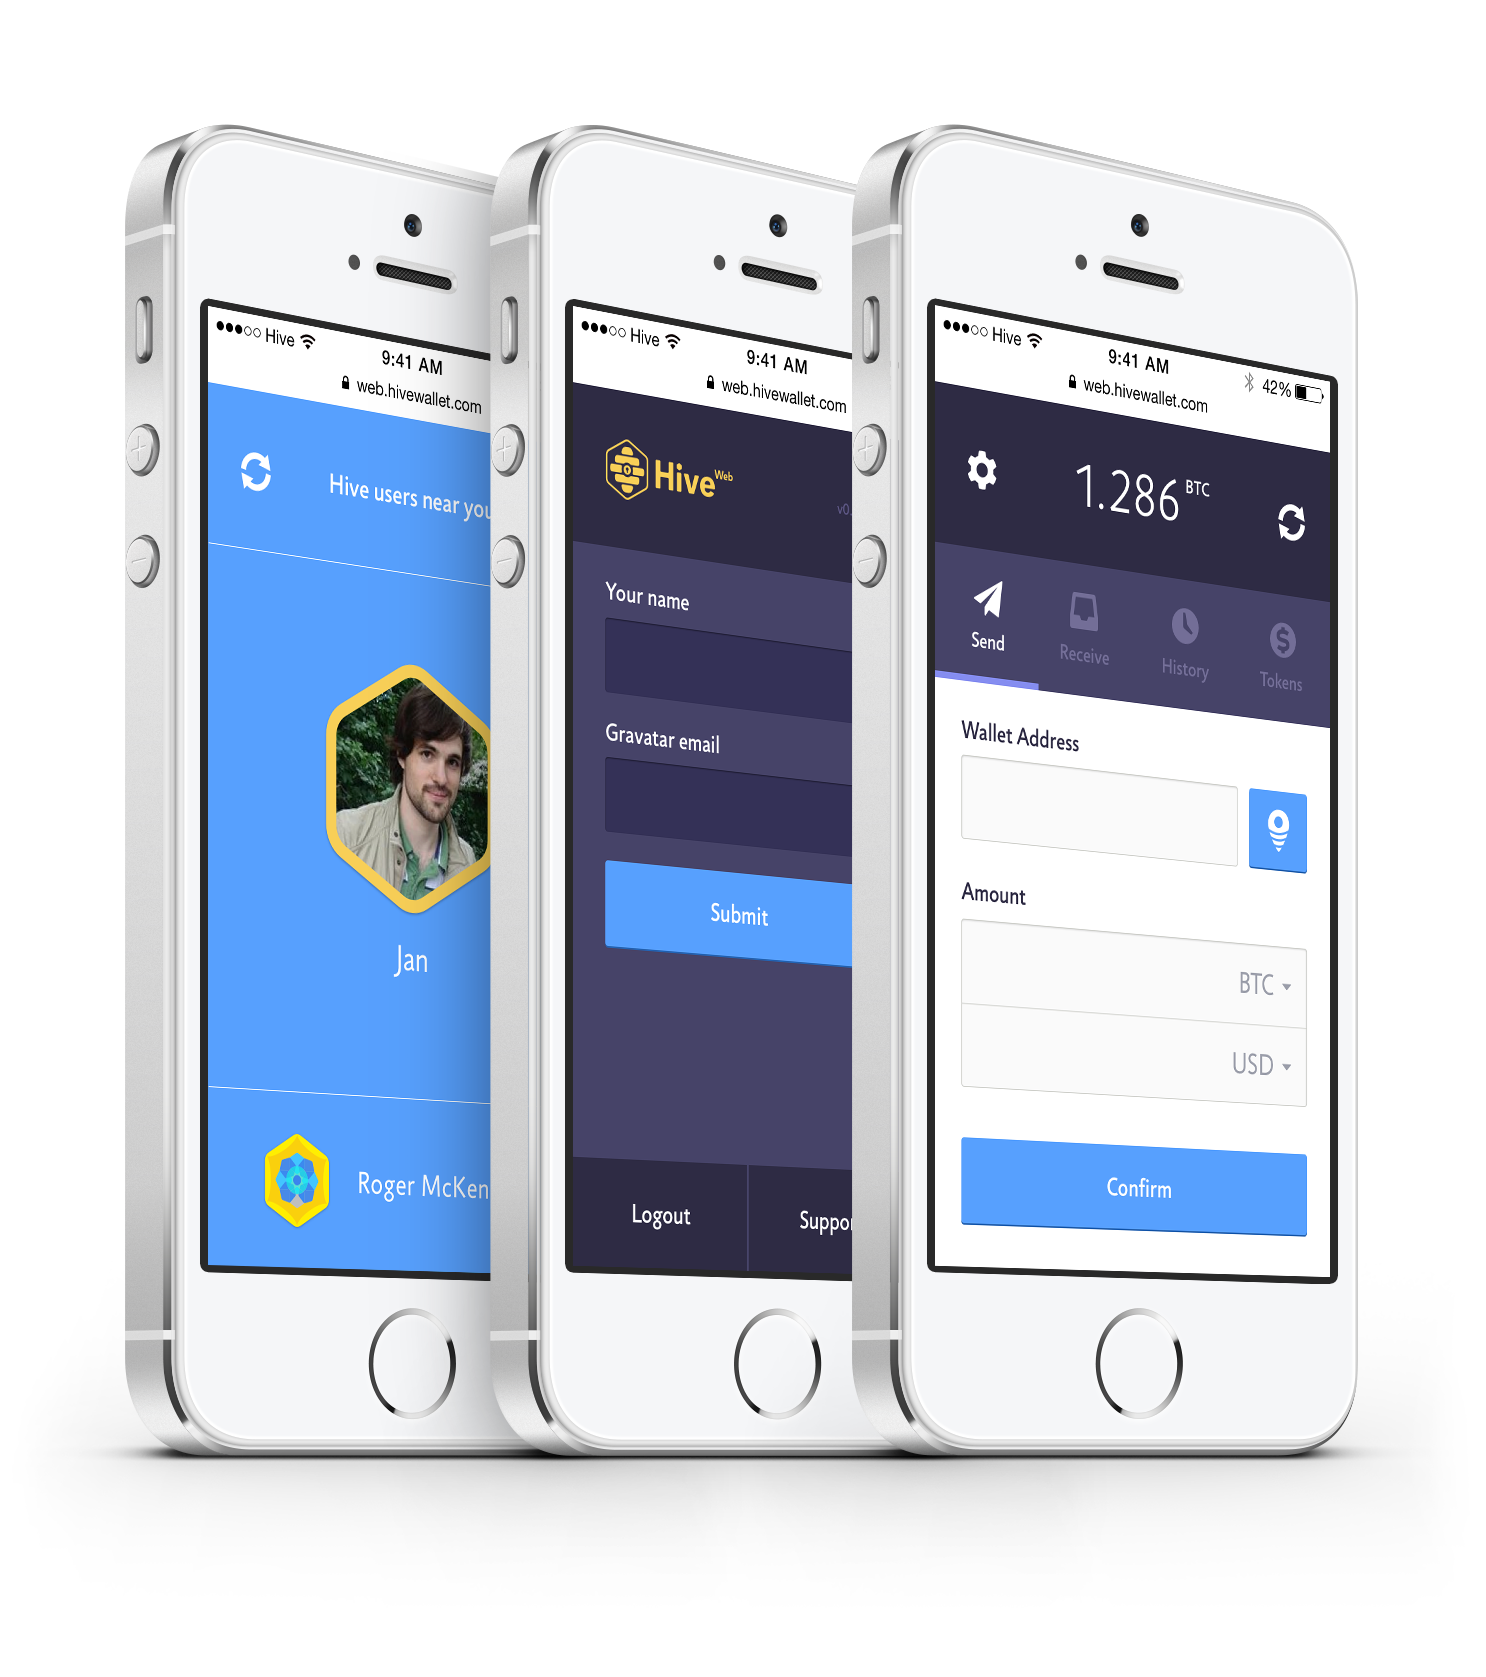 Hive
9:41 AM
web.hivewallet.com
Hive users near you
Jan
Roger McKen
Hive
9:41 AM
web.hivewallet.com
Hive Web
v0.
Your name
Gravatar email
Submit
Logout
Suppor
Hive
9:41 AM
42%
web.hivewallet.com
1.286 BTC
Send
Receive
History
Tokens
Wallet Address
Amount
BTC
USD
Confirm